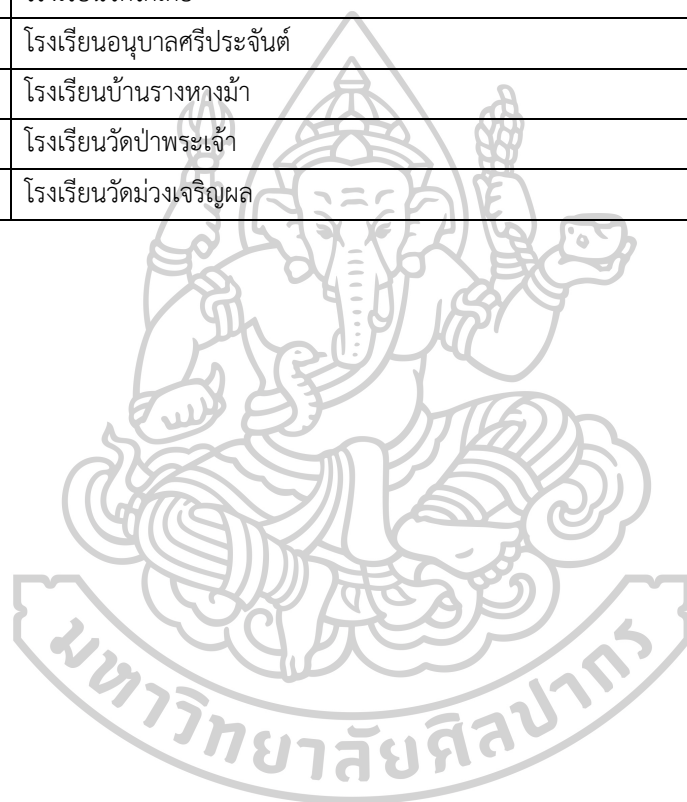 โรงเรียนอนุบาลศรีประจันต์
โรงเรียนบ้านรางหางม้า
โรงเรียนวัดป่าพระเจ้า
โรงเรียนวัดม่วงเจริญผล
มหาวิทยาลัยศิลปากร